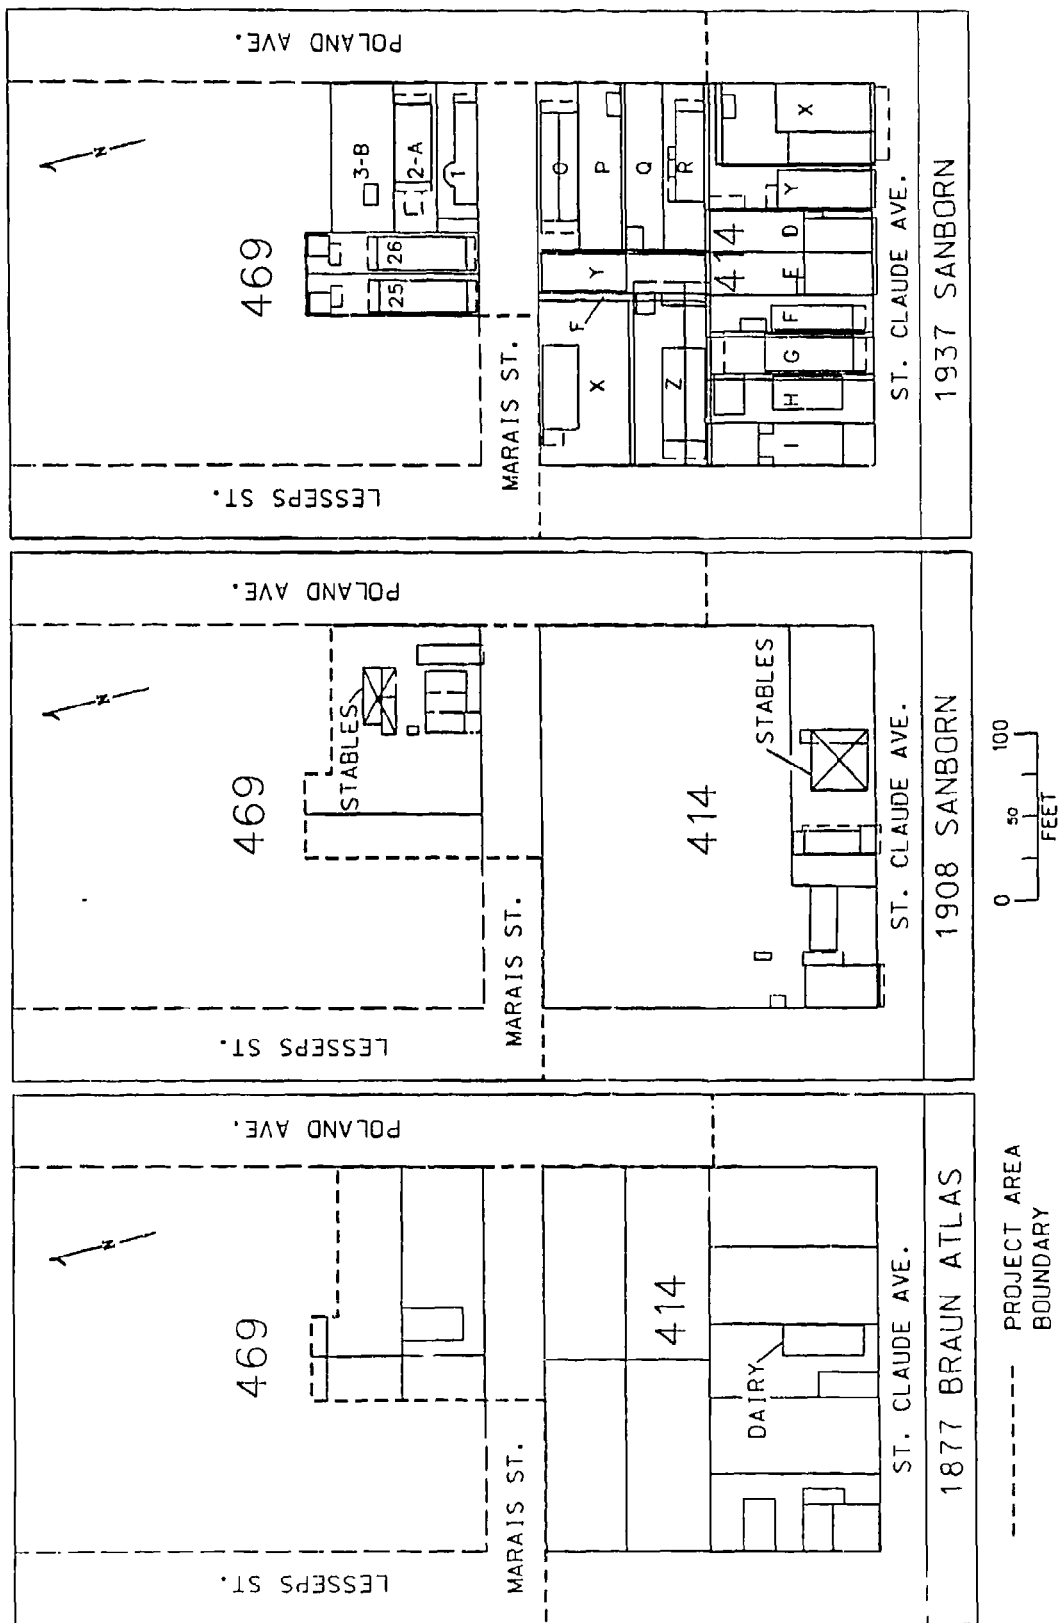 POLAND AVE.
N
469
LESSEPS ST.
MARAIS ST.
414
DAIRY
ST. CLAUDE AVE.
1877 BRAUN ATLAS
POLAND AVE.
N
469
STABLES
LESSEPS ST.
MARAIS ST.
414
STABLES
ST. CLAUDE AVE.
1908 SANBORN
POLAND AVE.
N
469
3-B
2-A
1
25
26
LESSEPS ST.
MARAIS ST.
O
P
Q
R
Y
F
X
Z
414
X
Y
D
E
F
G
H
I
ST. CLAUDE AVE.
1937 SANBORN
PROJECT AREA
BOUNDARY
0
50
100
FEET